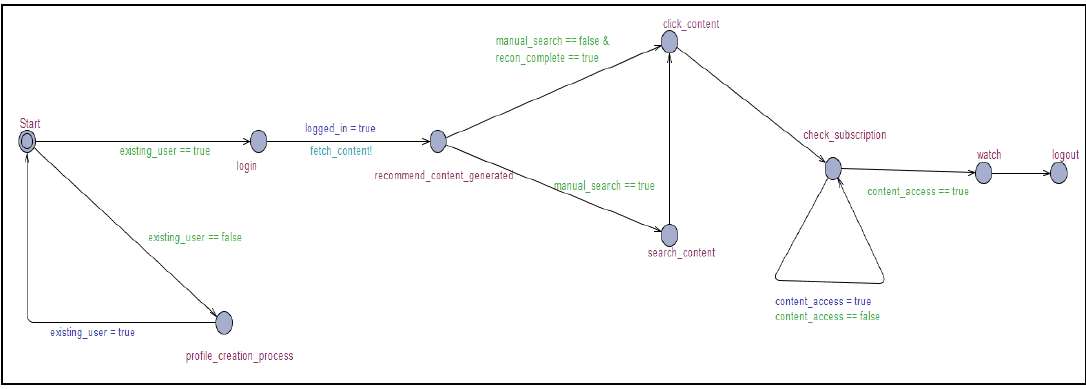 click_content
manual_search == false &.
recon_complete == true
Start
logged_in = true
check_subscription
existing_user == true
fetch_content!
watch
logout
login
recommend_content_generated
manual_search == true
content_access == true
existing_user == false
search_content
content_access = true
content_access == false
existing_user = true
profile_creation_process